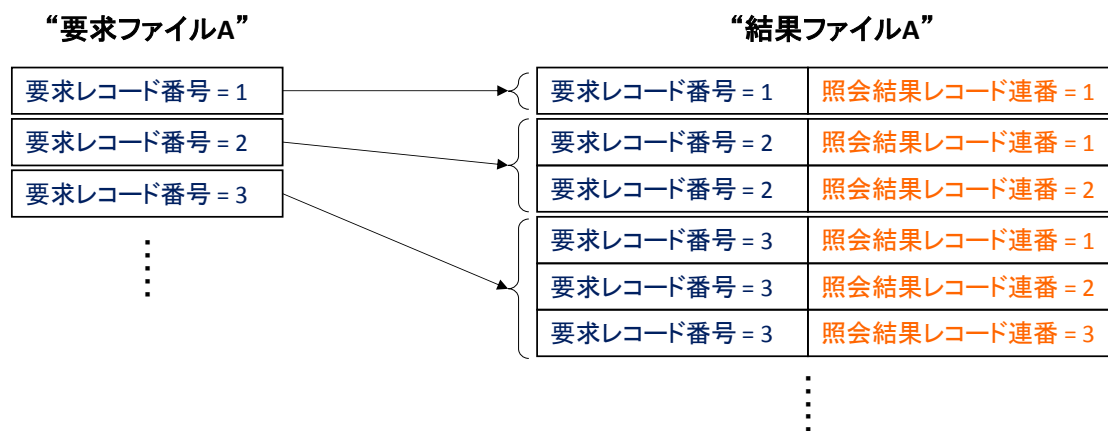 “要求ファイルA”
要求レコード番号 = 1
要求レコード番号 = 2
要求レコード番号 = 3
“結果ファイルA”
要求レコード番号 = 1 照会結果レコード連番 = 1
要求レコード番号 = 2 照会結果レコード連番 = 1
要求レコード番号 = 2 照会結果レコード連番 = 2
要求レコード番号 = 3 照会結果レコード連番 = 1
要求レコード番号 = 3 照会結果レコード連番 = 2
要求レコード番号 = 3 照会結果レコード連番 = 3